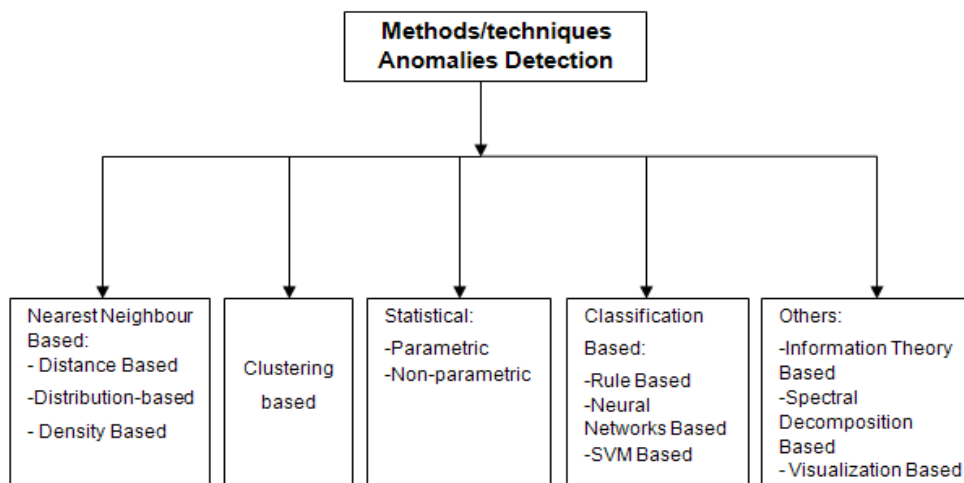 Methods/techniques
Anomalies Detection
Nearest Neighbour
Based:
- Distance Based
-Distribution-based
- Density Based
Clustering
based
Statistical:
-Parametric
-Non-parametric
Classification
Based:
-Rule Based
-Neural
Networks Based
-SVM Based
Others:
-Information Theory
Based
-Spectral
Decomposition
Based
- Visualization Based